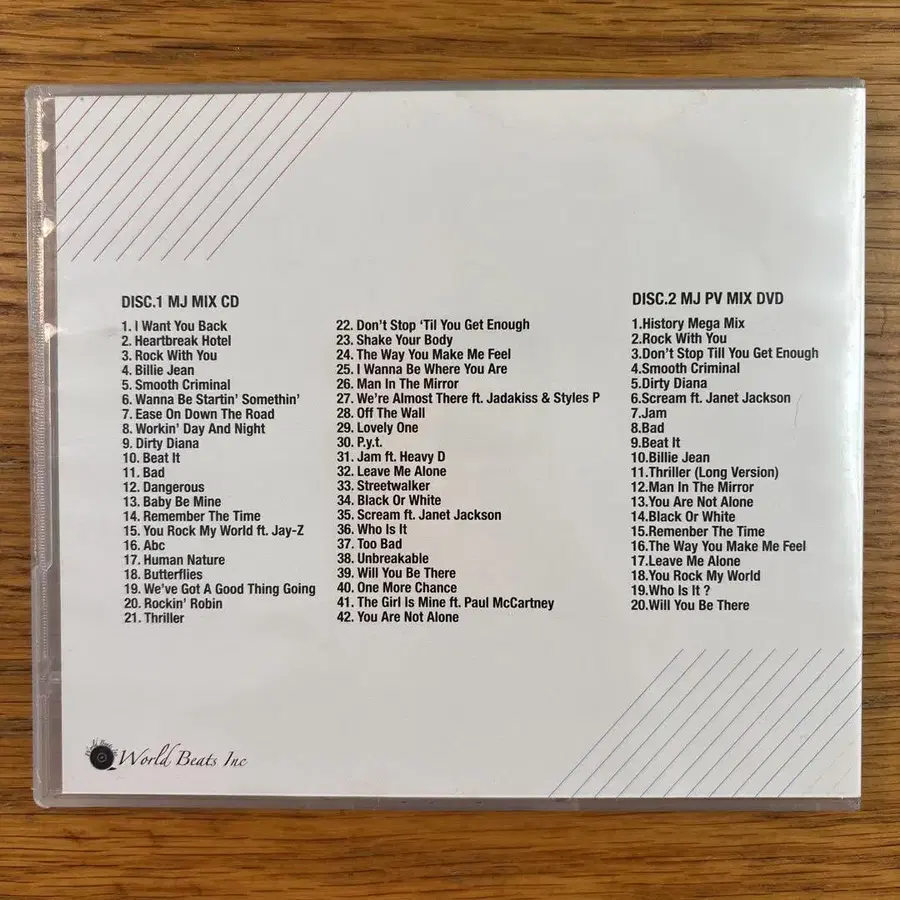 DISC.1 MJ MIX CD
1. I Want You Back
2. Heartbreak Hotel
3. Rock With You
4. Billie Jean
5. Smooth Criminal
6. Wanna Be Startin' Somethin'
7. Ease On Down The Road
8. Workin' Day And Night
9. Dirty Diana
10. Beat It
11. Bad
12. Dangerous
13. Baby Be Mine
14. Remember The Time
15. You Rock My World ft. Jay-Z
16. Abc
17. Human Nature
18. Butterflies
19. We've Got A Good Thing Going
20. Rockin' Robin
21. Thriller
22. Don't Stop 'Til You Get Enough
23. Shake Your Body
24. The Way You Make Me Feel
25. I Wanna Be Where You Are
26. Man In The Mirror
27. We're Almost There ft. Jadakiss & Styles P
28. Off The Wall
29. Lovely One
30. P.y.t.
31. Jam ft. Heavy D
32. Leave Me Alone
33. Streetwalker
34. Black Or White
35. Scream ft. Janet Jackson
36. Who Is It
37. Too Bad
38. Unbreakable
39. Will You Be There
40. One More Chance
41. The Girl Is Mine ft. Paul McCartney
42. You Are Not Alone
DISC.2 MJ PV MIX DVD
1.History Mega Mix
2.Rock With You
3.Don't Stop Till You Get Enough
4.Smooth Criminal
5.Dirty Diana
6.Scream ft. Janet Jackson
7.Jam
8.Bad
9.Beat It
10.Billie Jean
11.Thriller (Long Version)
12.Man In The Mirror
13.You Are Not Alone
14.Black Or White
15.Remenber The Time
16.The Way You Make Me Feel
17.Leave Me Alone
18.You Rock My World
19.Who Is It ?
20.Will You Be There
World Beats Inc